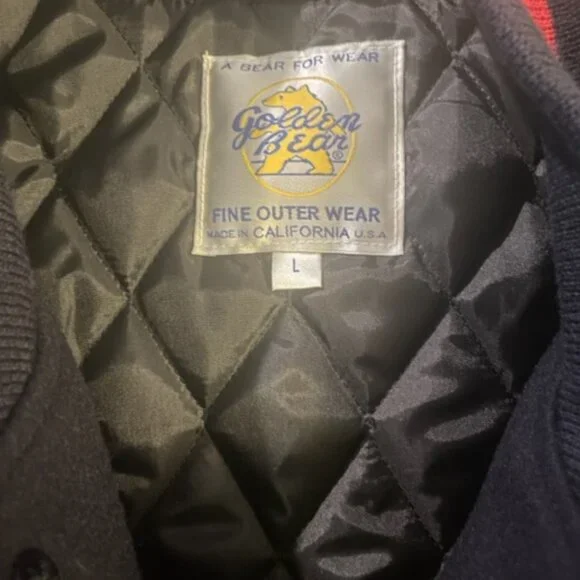 A BEAR FOR WEAR
Golden
Bear
®
FINE OUTER WEAR
MADE IN CALIFORNIA U.S.A
L